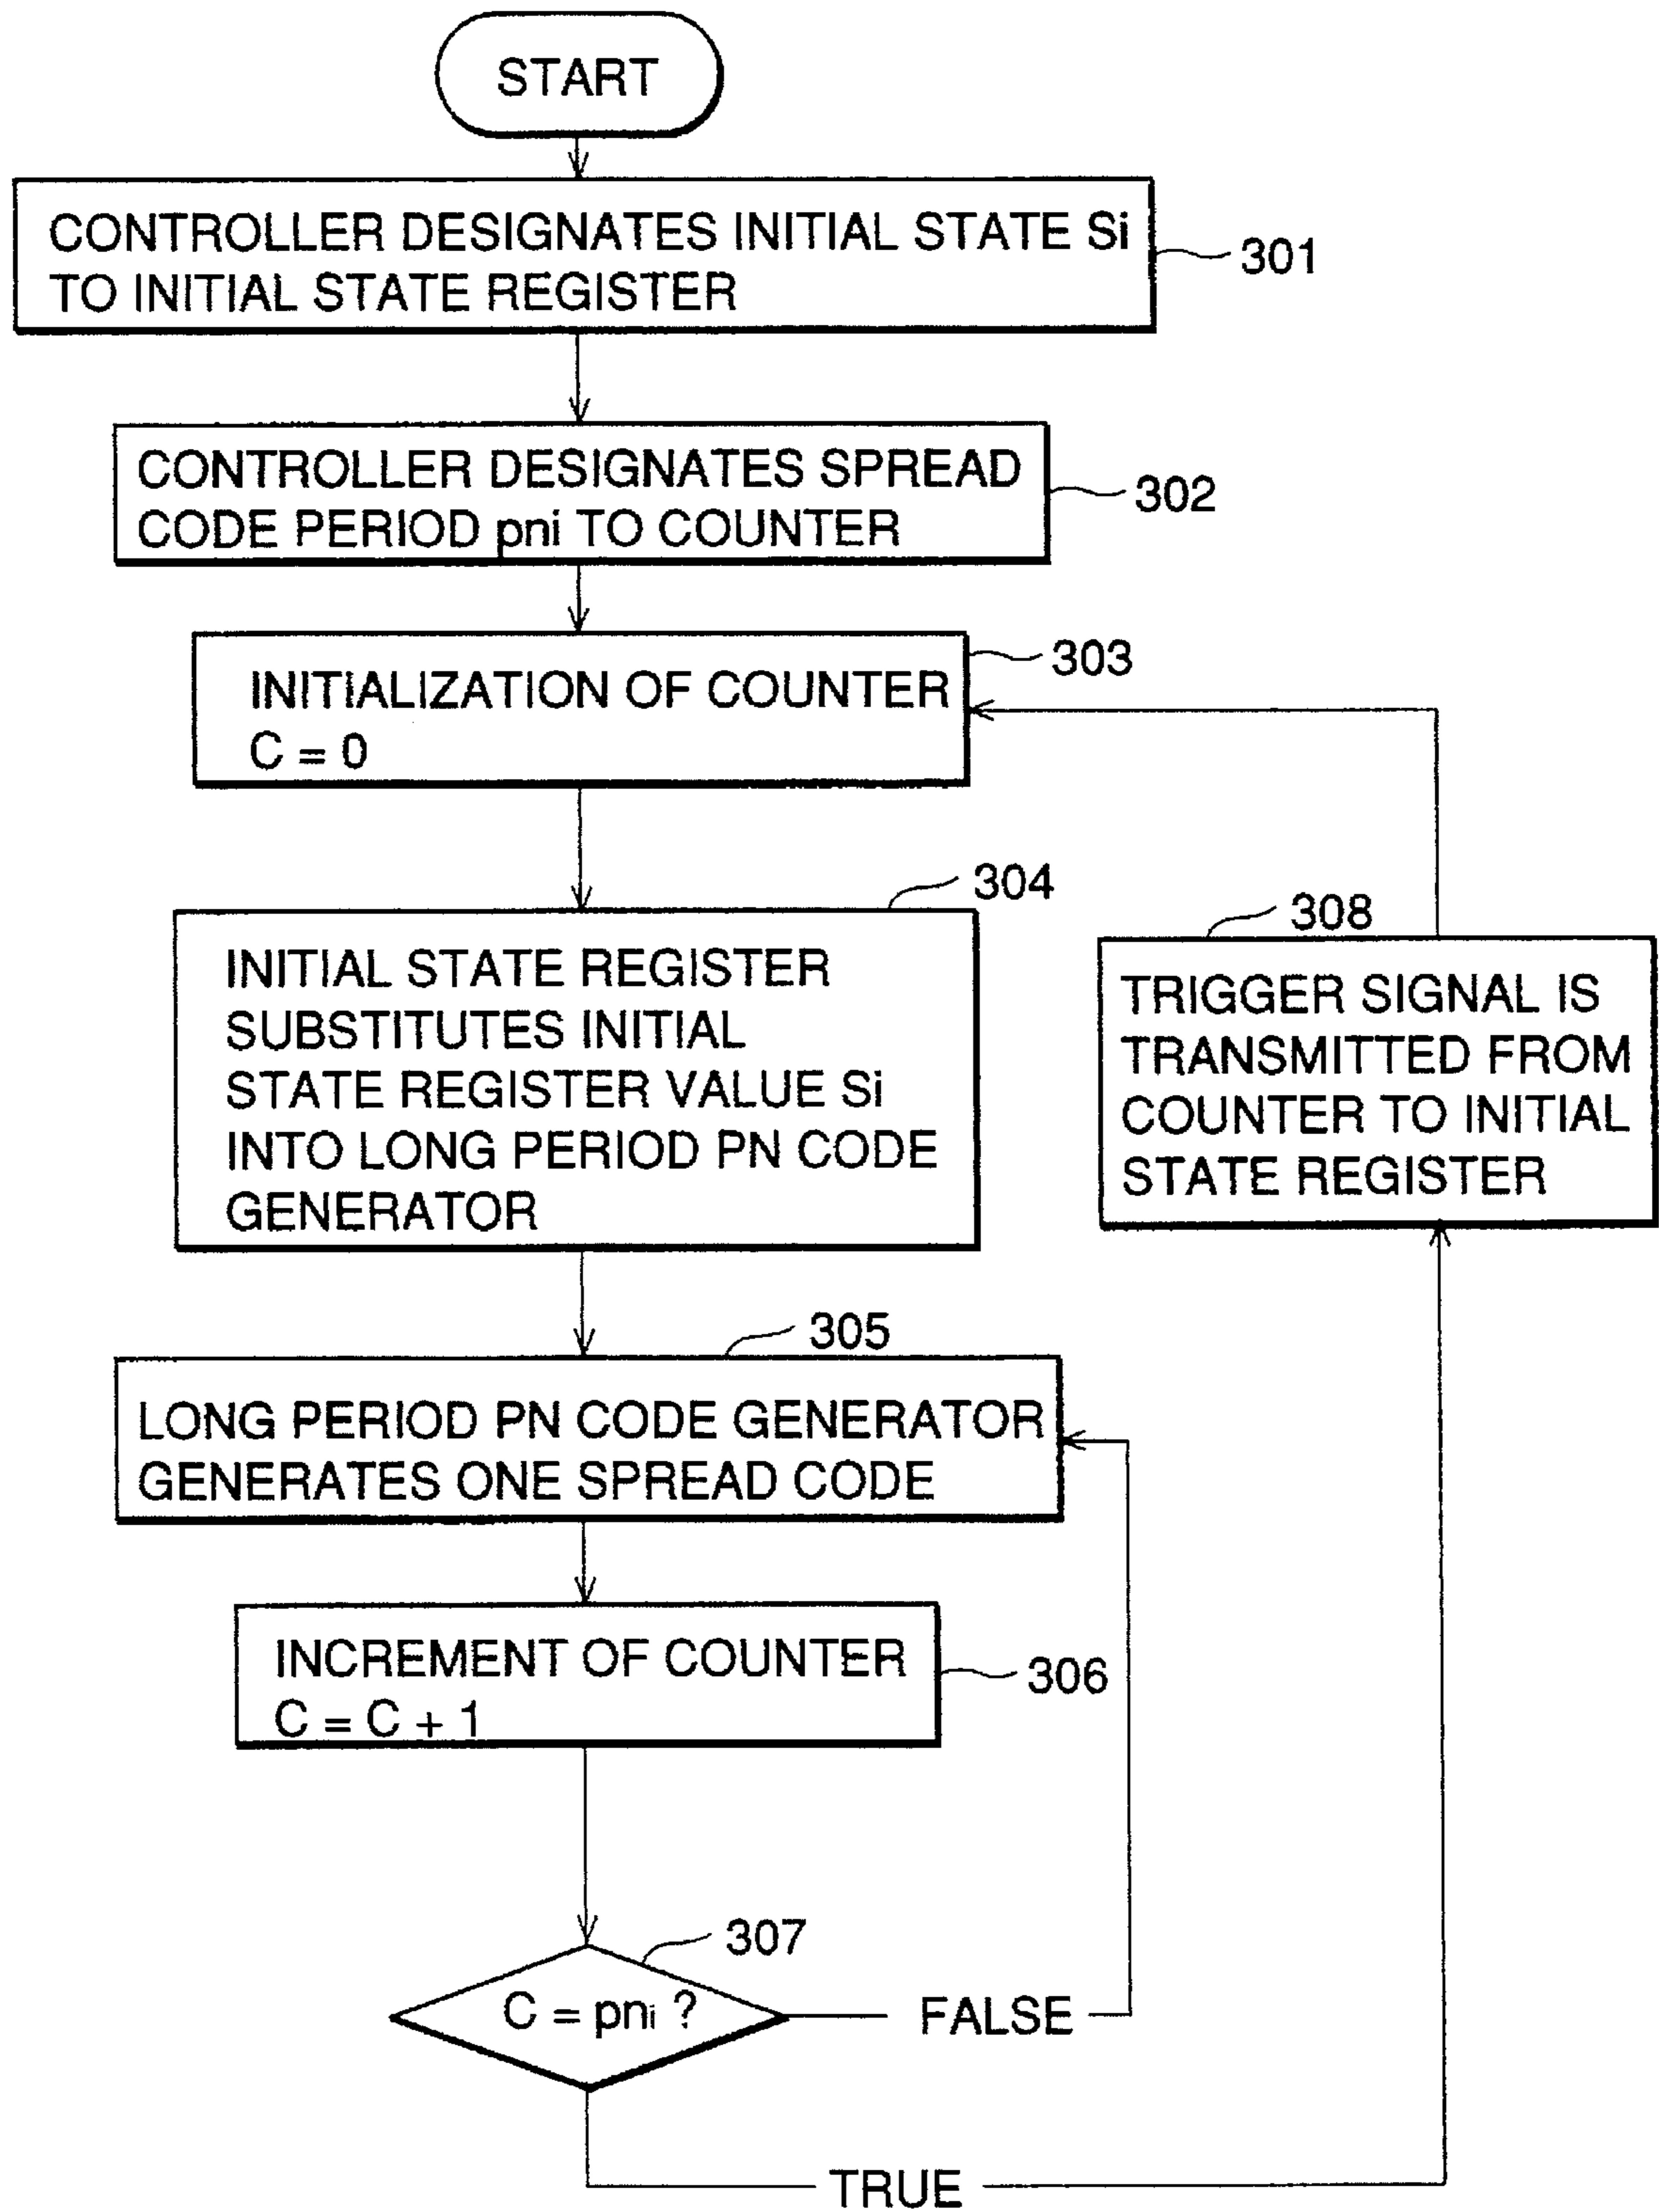 START
CONTROLLER DESIGNATES INITIAL STATE Si
TO INITIAL STATE REGISTER
301
CONTROLLER DESIGNATES SPREAD
CODE PERIOD pni TO COUNTER
302
INITIALIZATION OF COUNTER
C = 0
303
304
INITIAL STATE REGISTER
SUBSTITUTES INITIAL
STATE REGISTER VALUE Si
INTO LONG PERIOD PN CODE
GENERATOR
308
TRIGGER SIGNAL IS
TRANSMITTED FROM
COUNTER TO INITIAL
STATE REGISTER
305
LONG PERIOD PN CODE GENERATOR
GENERATES ONE SPREAD CODE
INCREMENT OF COUNTER
C = C + 1
306
307
C = pni ?
FALSE
TRUE